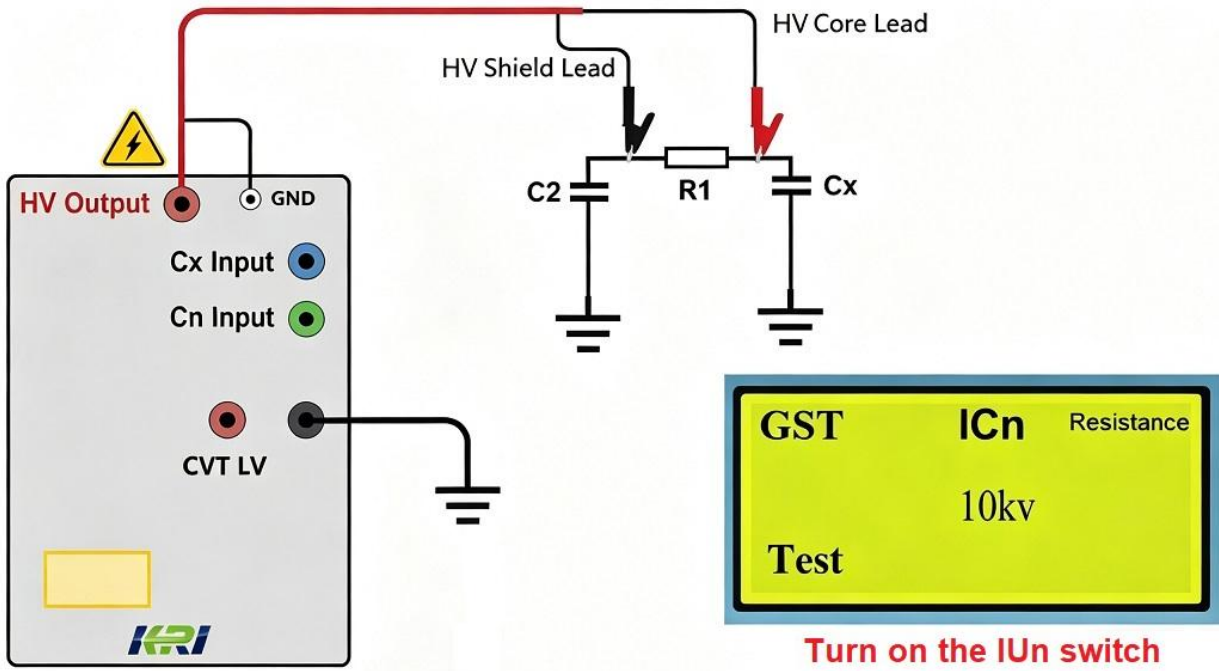 HV Core Lead
HV Shield Lead
HV Output
GND
C2
R1
Cx
Cx Input
Cn Input
CVT LV
KRI
GST ICn Resistance
10kv
Test
Turn on the IUn switch